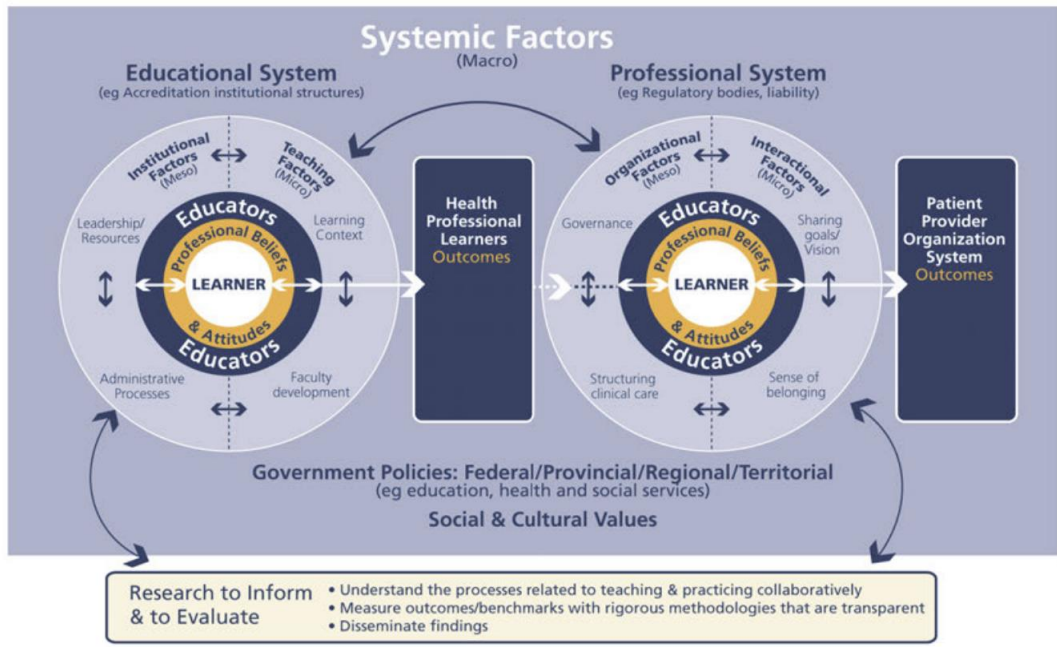 Systemic Factors
(Macro)
Educational System
(eg Accreditation institutional structures)
Professional System
(eg Regulatory bodies, liability)
Institutional
Factors
(Meso)
Teaching
Factors
(Micro)
Leadership/
Resources
Learning
Context
Educators
Professional Beliefs
LEARNER
& Attitudes
Educators
Administrative
Processes
Faculty
development
Health
Professional
Learners
Outcomes
Organizational
Factors
(Meso)
Interactional
Factors
(Micro)
Governance
Sharing
goals/
Vision
Educators
Professional Beliefs
LEARNER
& Attitudes
Educators
Structuring
clinical care
Sense of
belonging
Patient
Provider
Organization
System
Outcomes
Government Policies: Federal/Provincial/Regional/Territorial
(eg education, health and social services)
Social & Cultural Values
Research to Inform
& to Evaluate
• Understand the processes related to teaching & practicing collaboratively
• Measure outcomes/benchmarks with rigorous methodologies that are transparent
• Disseminate findings